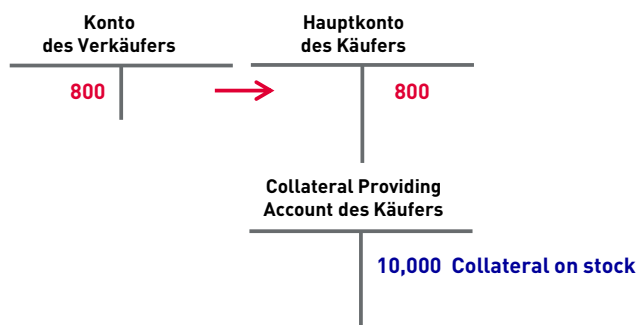 Konto
des Verkäufers
Hauptkonto
des Käufers
800
800
Collateral Providing
Account des Käufers
10,000 Collateral on stock